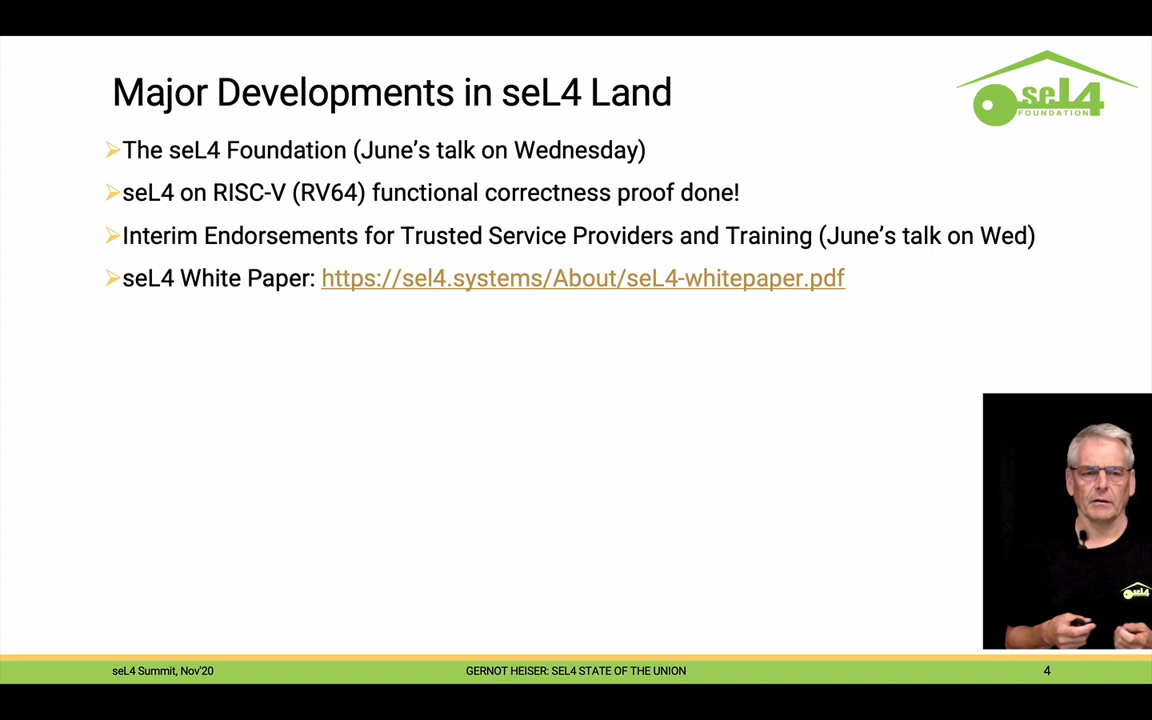 Major Developments in seL4 Land
seL4
FOUNDATION
The seL4 Foundation (June’s talk on Wednesday)
seL4 on RISC-V (RV64) functional correctness proof done!
Interim Endorsements for Trusted Service Providers and Training (June’s talk on Wed)
seL4 White Paper: https://sel4.systems/About/seL4-whitepaper.pdf
seL4
seL4 Summit, Nov'20
GERNOT HEISER: SEL4 STATE OF THE UNION
4